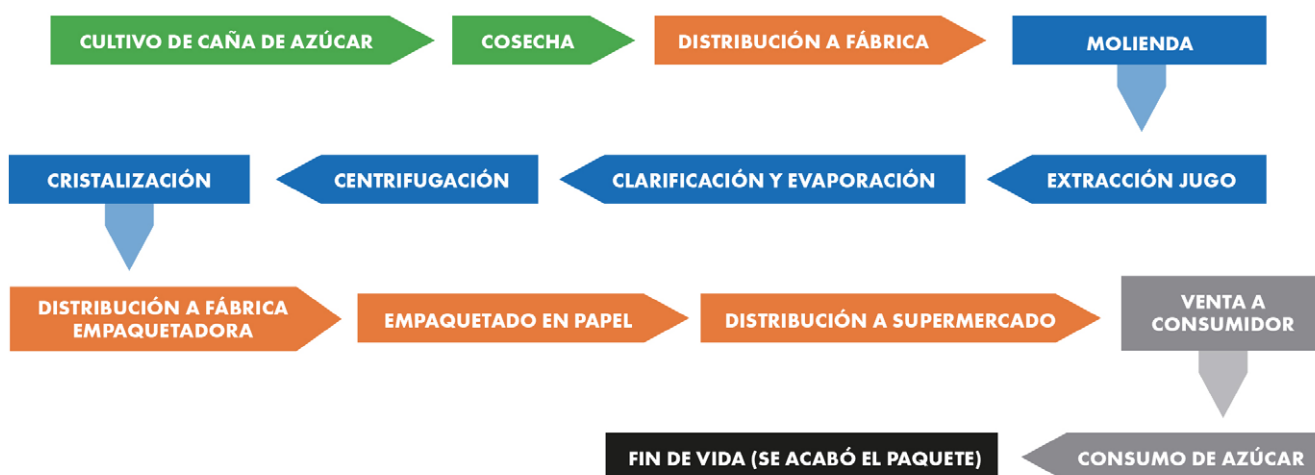 CULTIVO DE CAÑA DE AZÚCAR
COSECHA
DISTRIBUCIÓN A FÁBRICA
MOLIENDA
EXTRACCIÓN JUGO
CLARIFICACIÓN Y EVAPORACIÓN
CENTRIFUGACIÓN
CRISTALIZACIÓN
DISTRIBUCIÓN A FÁBRICA
EMPAQUETADORA
EMPAQUETADO EN PAPEL
DISTRIBUCIÓN A SUPERMERCADO
VENTA A
CONSUMIDOR
CONSUMO DE AZÚCAR
FIN DE VIDA (SE ACABÓ EL PAQUETE)